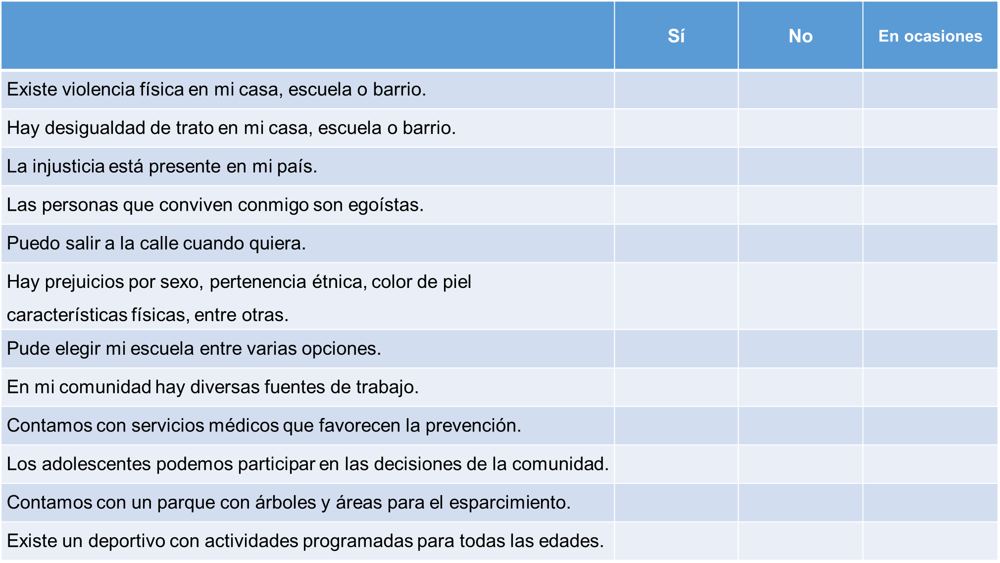 Sí
No
En ocasiones
Existe violencia física en mi casa, escuela o barrio.
Hay desigualdad de trato en mi casa, escuela o barrio.
La injusticia está presente en mi país.
Las personas que conviven conmigo son egoístas.
Puedo salir a la calle cuando quiera.
Hay prejuicios por sexo, pertenencia étnica, color de piel
características físicas, entre otras.
Pude elegir mi escuela entre varias opciones.
En mi comunidad hay diversas fuentes de trabajo.
Contamos con servicios médicos que favorecen la prevención.
Los adolescentes podemos participar en las decisiones de la comunidad.
Contamos con un parque con árboles y áreas para el esparcimiento.
Existe un deportivo con actividades programadas para todas las edades.